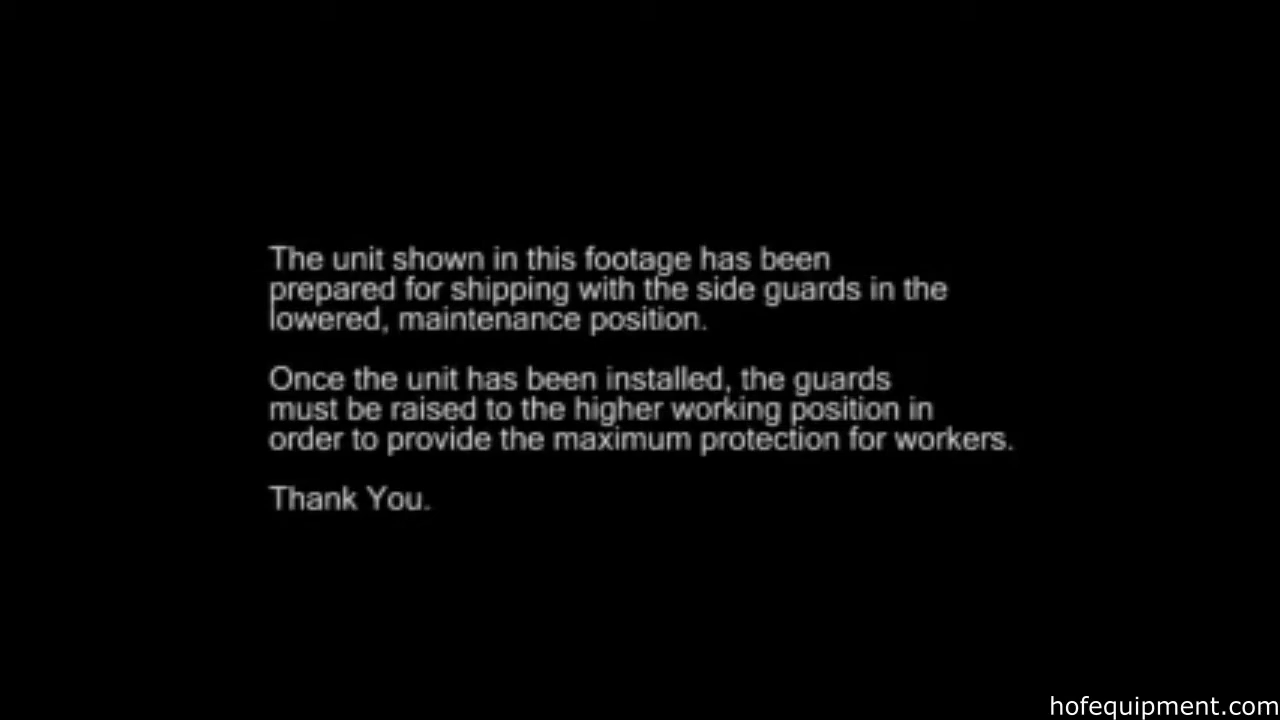 The unit shown in this footage has been
prepared for shipping with the side guards in the
lowered, maintenance position.
Once the unit has been installed, the guards
must be raised to the higher working position in
order to provide the maximum protection for workers.
Thank You.
hofequipment.com